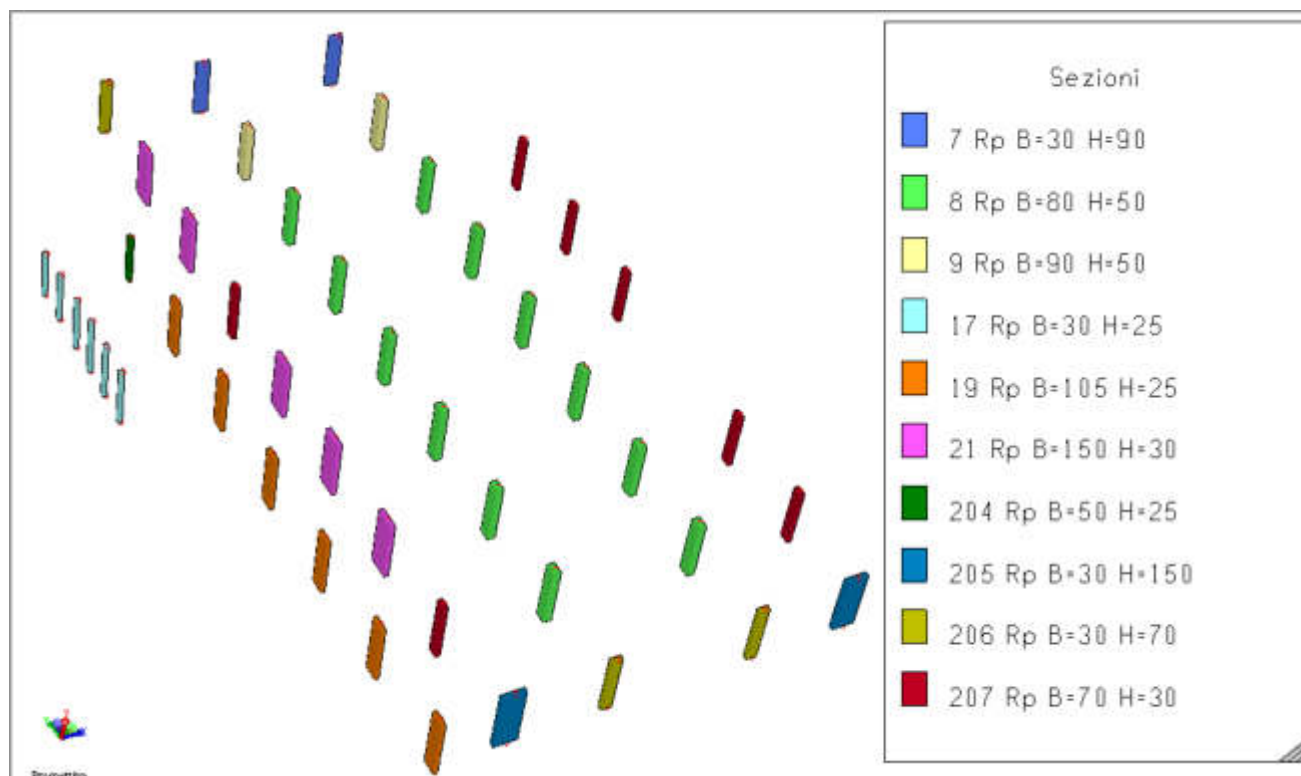 Sezioni
7 Rp B=30 H=90
8 Rp B=80 H=50
9 Rp B=90 H=50
17 Rp B=30 H=25
19 Rp B=105 H=25
21 Rp B=150 H=30
204 Rp B=50 H=25
205 Rp B=30 H=150
206 Rp B=30 H=70
207 Rp B=70 H=30